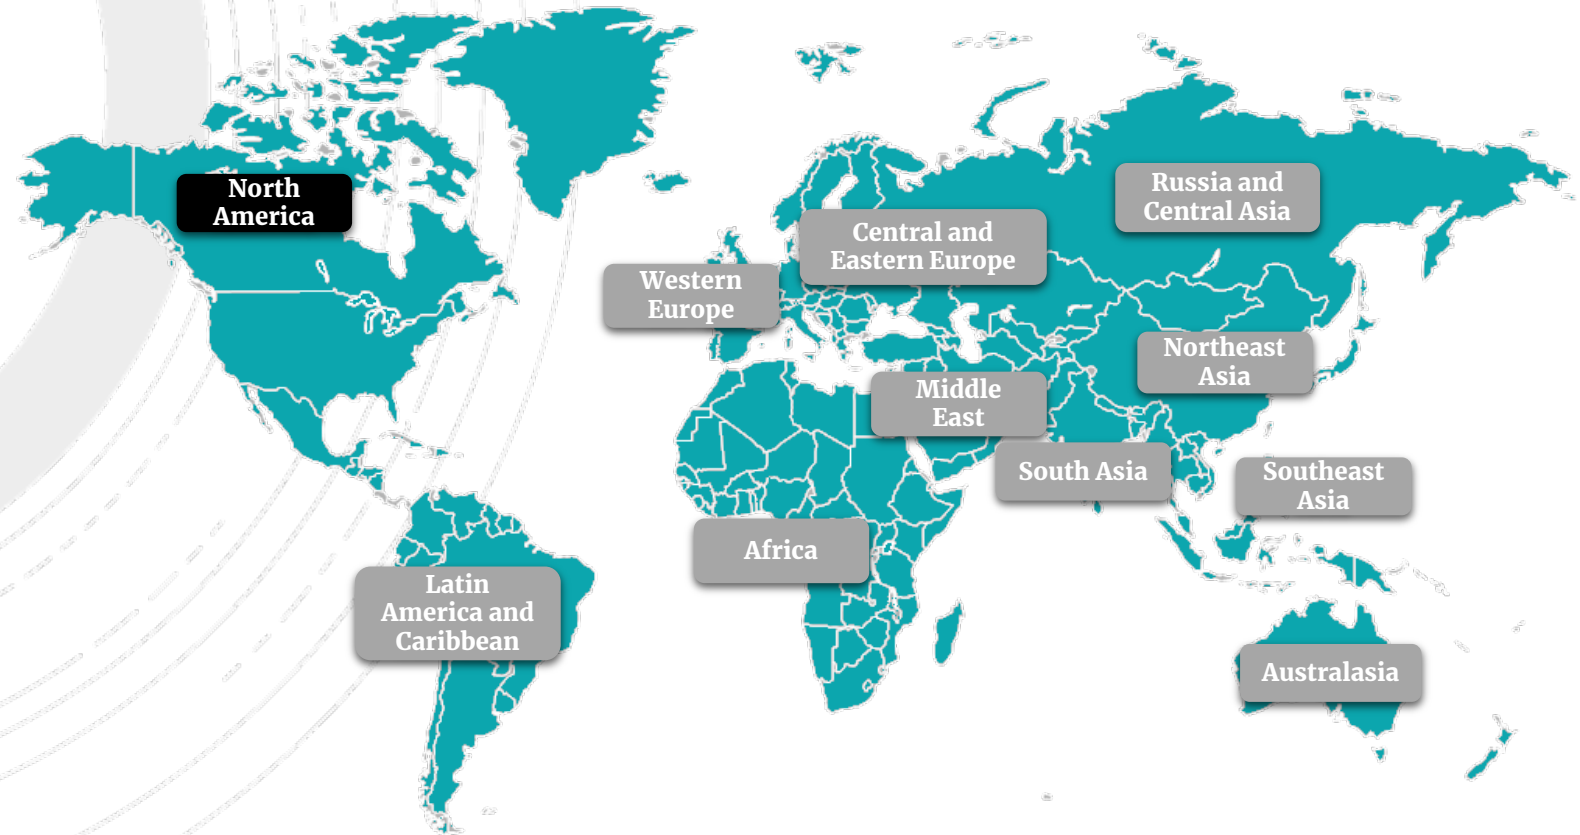 North
America
Russia and
Central Asia
Central and
Eastern Europe
Western
Europe
Northeast
Asia
Middle
East
South Asia
Southeast
Asia
Africa
Latin
America and
Caribbean
Australasia